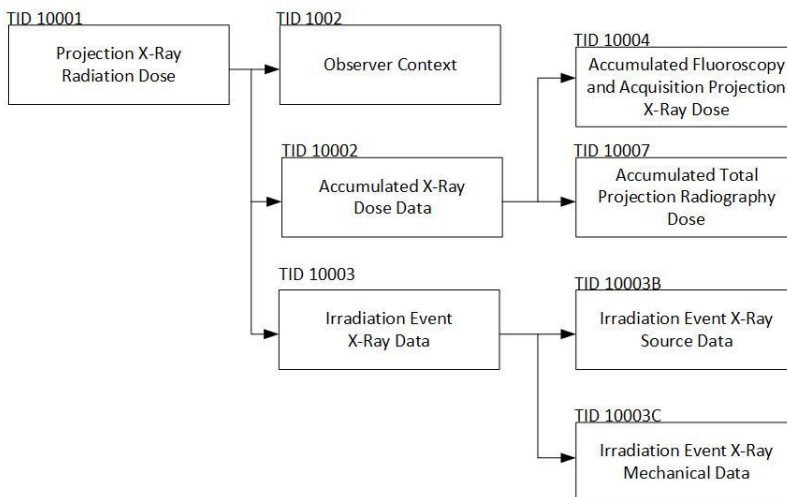 TID 10001
Projection X-Ray
Radiation Dose
TID 1002
Observer Context
TID 10004
Accumulated Fluoroscopy
and Acquisition Projection
X-Ray Dose
TID 10002
Accumulated X-Ray
Dose Data
TID 10007
Accumulated Total
Projection Radiography
Dose
TID 10003
Irradiation Event
X-Ray Data
TID 10003B
Irradiation Event X-Ray
Source Data
TID 10003C
Irradiation Event X-Ray
Mechanical Data